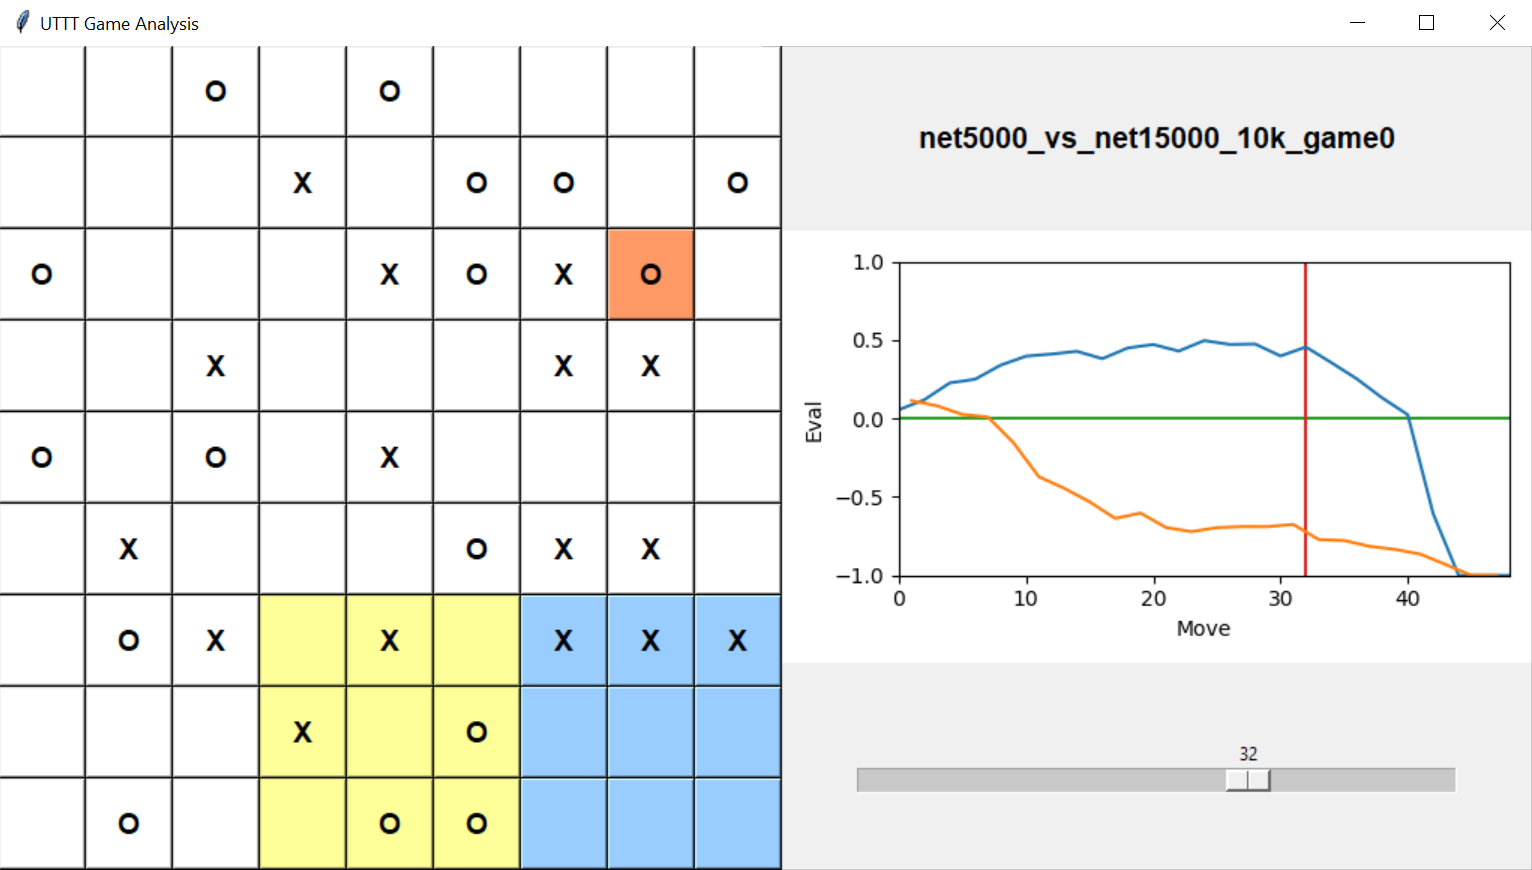 UTTT Game Analysis
O O
X O O O
O X O X O
X X X
O O X
X O X X
O X X X X X
X O
O O O
net5000_vs_net15000_10k_game0
1.0
0.5
0.0
−0.5
−1.0
Eval
0 10 20 30 40
Move
32